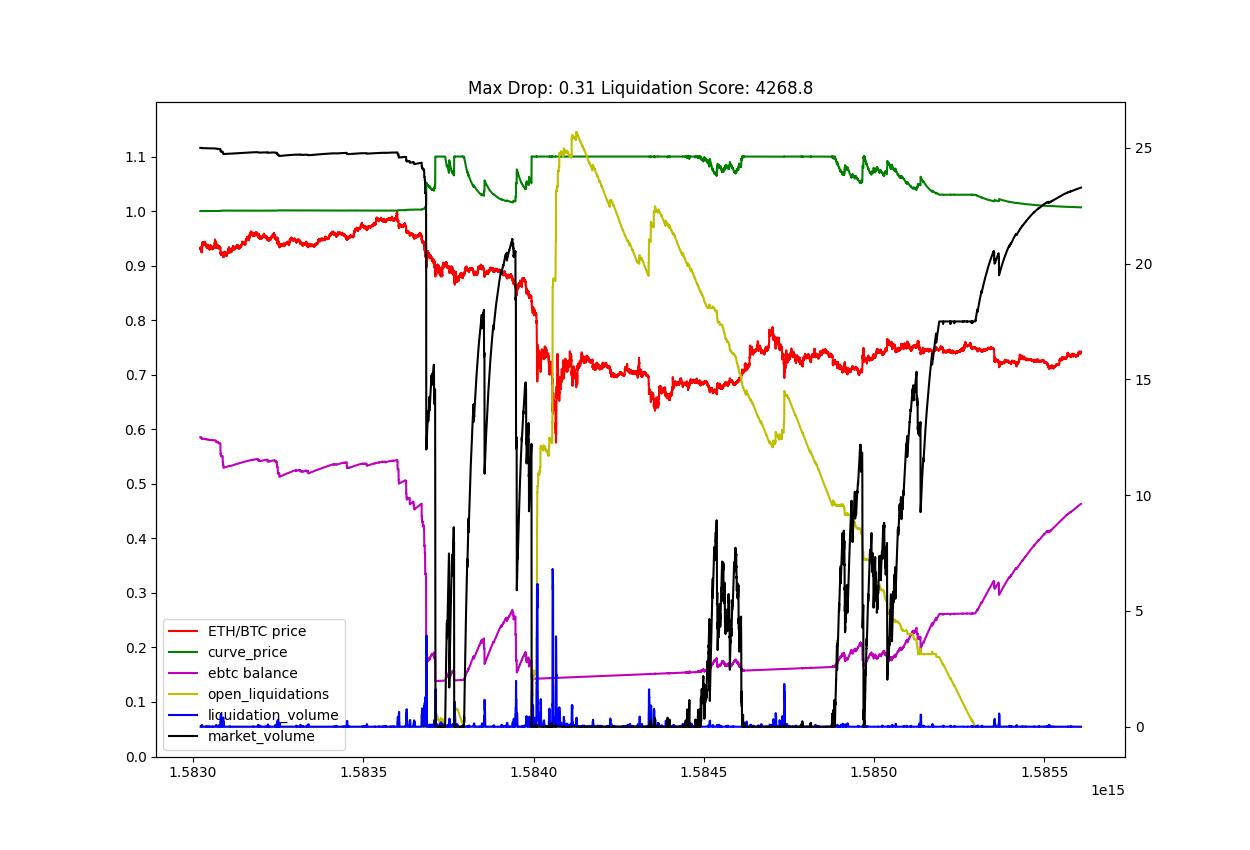 Max Drop: 0.31 Liquidation Score: 4268.8
1.1
1.0
0.9
0.8
0.7
0.6
0.5
0.4
0.3
0.2
0.1
0.0
25
20
15
10
5
0
ETH/BTC price
curve_price
ebtc balance
open_liquidations
liquidation_volume
market_volume
1.5830 1.5835 1.5840 1.5845 1.5850 1.5855
1e15